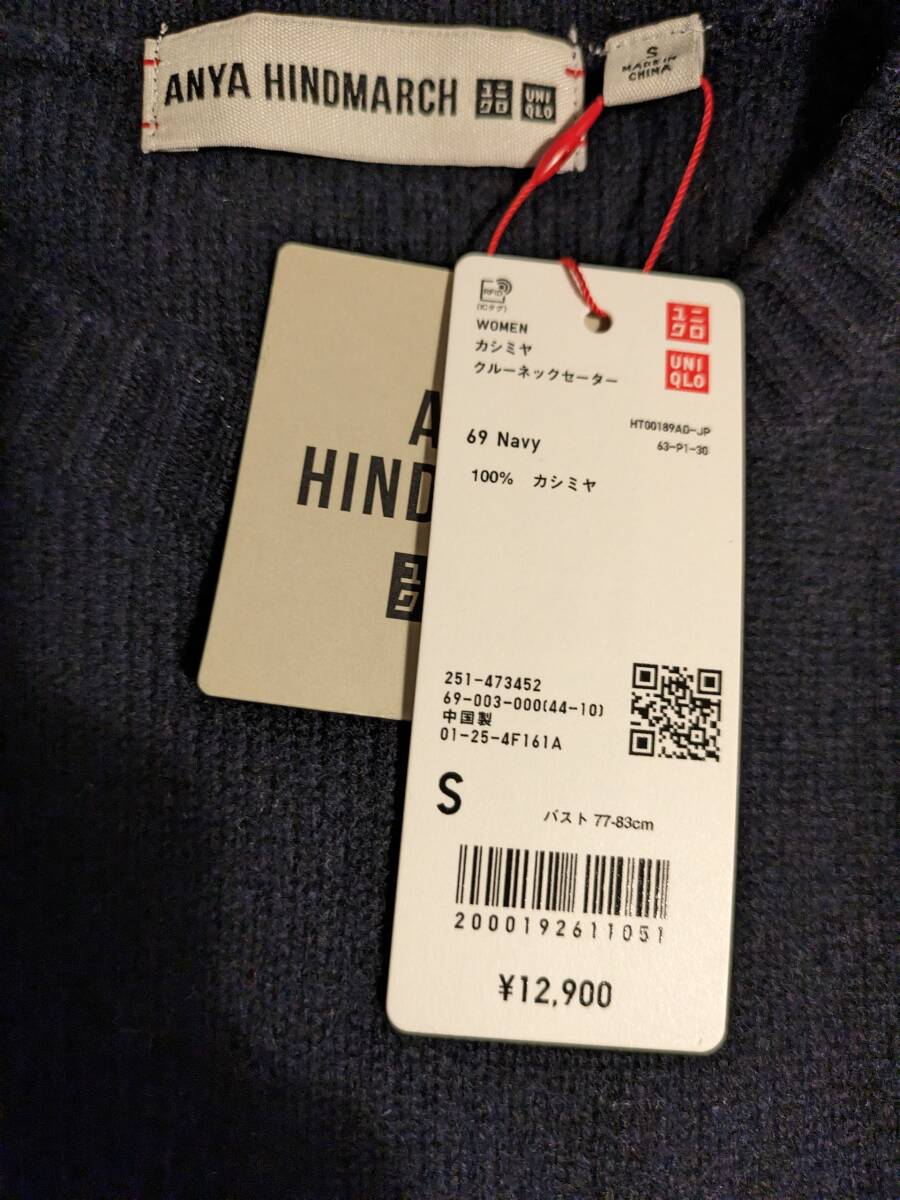 ANYA HINDMARCH ユニクロ UNIQLO
S
MADE IN
CHINA
A
HIND
ユ
ク
RFID
(ICタグ)
WOMEN
カシミヤ
クルーネックセーター
ユニ
クロ
UNI
QLO
HT00189AD-JP
63-P1-30
69 Navy
100% カシミヤ
251-473452
69-003-000(44-10)
中国製
01-25-4F161A
S
バスト 77-83cm
2000192611051
¥12,900